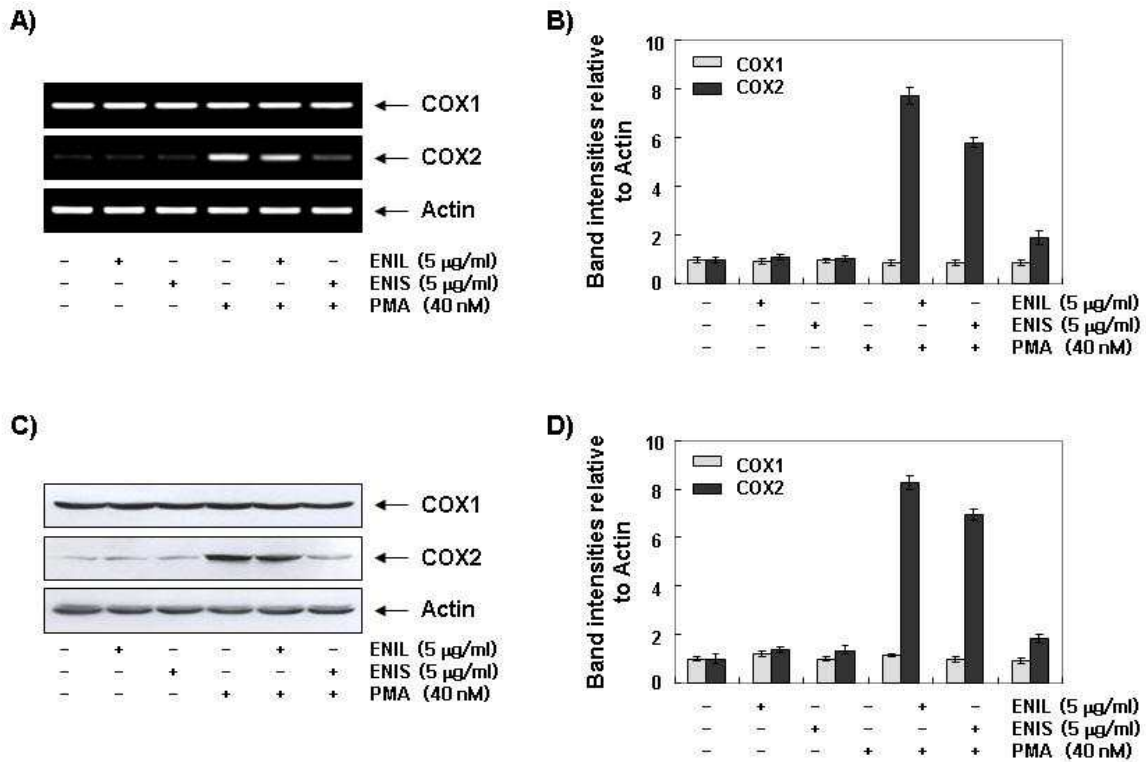 A)
COX1
COX2
Actin
– + – – + – ENIL (5 µg/ml)
– – + – – + ENIS (5 µg/ml)
– – – + + + PMA (40 nM)
B)
Band intensities relative
to Actin
10
8
6
4
2
0
COX1
COX2
– + – – + – ENIL (5 µg/ml)
– – + – – + ENIS (5 µg/ml)
– – – + + + PMA (40 nM)
C)
COX1
COX2
Actin
– + – – + – ENIL (5 µg/ml)
– – + – – + ENIS (5 µg/ml)
– – – + + + PMA (40 nM)
D)
Band intensities relative
to Actin
10
8
6
4
2
0
COX1
COX2
– + – – + – ENIL (5 µg/ml)
– – + – – + ENIS (5 µg/ml)
– – – + + + PMA (40 nM)